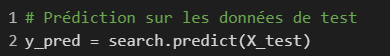 1 # Prédiction sur les données de test
2 y_pred = search.predict(X_test)